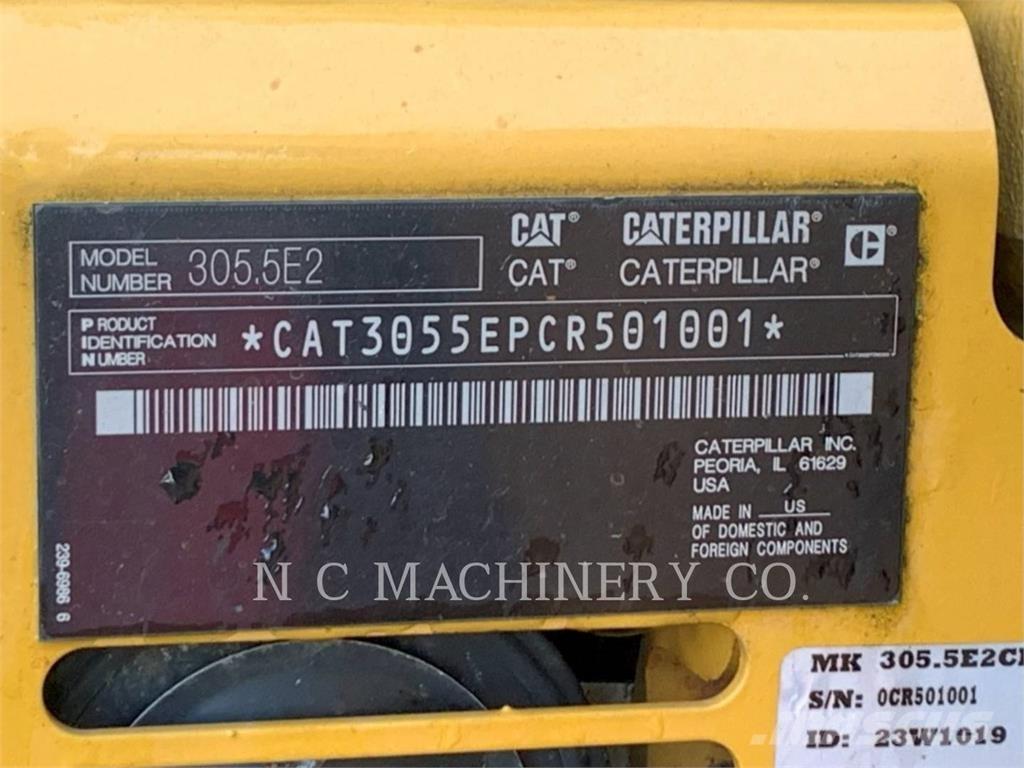 CAT® CATERPILLAR®
CAT® CATERPILLAR®
MODEL
NUMBER 305.5E2
PRODUCT
IDENTIFICATION
NUMBER
*CAT3055EPCR501001*
CATERPILLAR INC.
PEORIA, IL 61629
USA
MADE IN US
OF DOMESTIC AND
FOREIGN COMPONENTS
239-6986 6
N C MACHINERY CO.
MK 305.5E2C
S/N: 0CR501001
ID: 23W1019